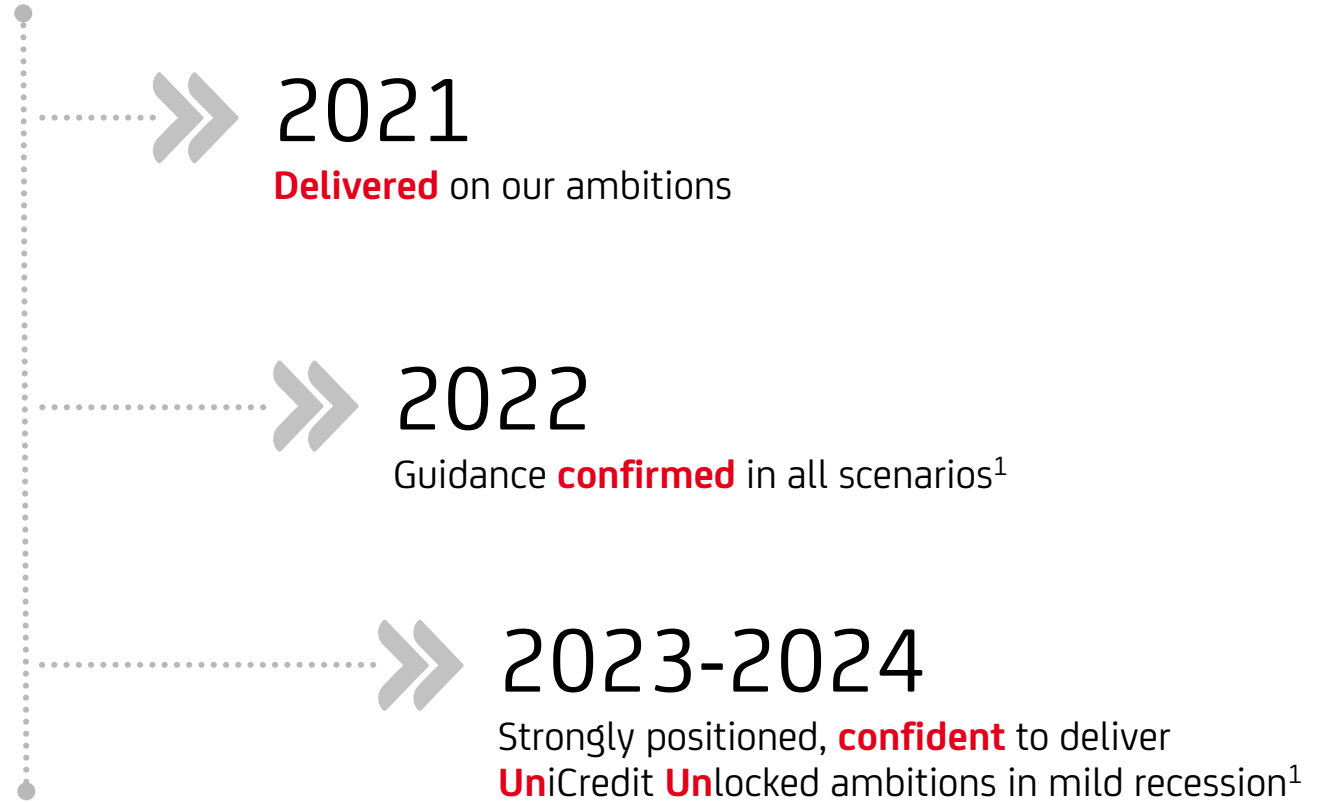 2021
Delivered on our ambitions
2022
Guidance confirmed in all scenarios¹
2023-2024
Strongly positioned, confident to deliver
UniCredit Unlocked ambitions in mild recession¹